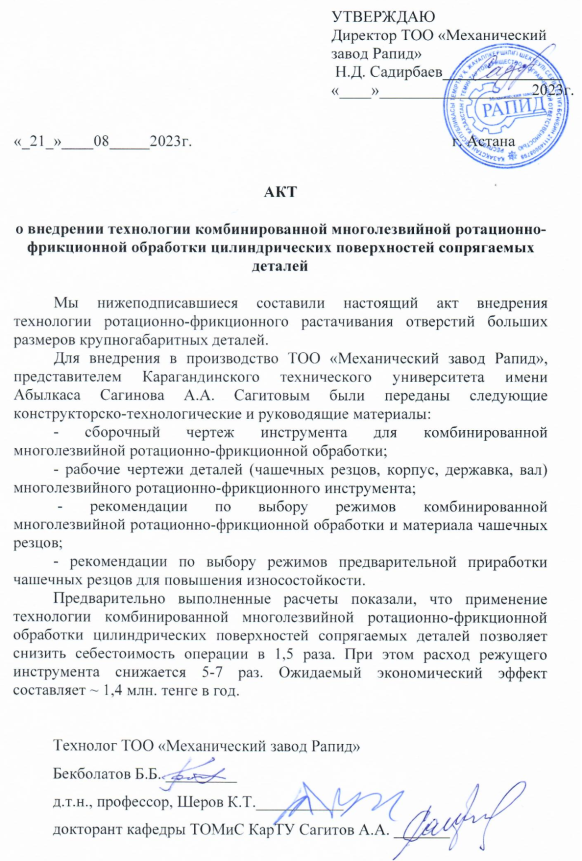 УТВЕРЖДАЮ
Директор ТОО «Механический
завод Рапид»
Н.Д. Садирбаев____________
«____»__________________2023г.
РАПИД
«_21_»____08_____2023г.
г. Астана
АКТ
о внедрении технологии комбинированной многолезвийной ротационно-
фрикционной обработки цилиндрических поверхностей сопрягаемых
деталей
Мы нижеподписавшиеся составили настоящий акт внедрения
технологии ротационно-фрикционного растачивания отверстий больших
размеров крупногабаритных деталей.
Для внедрения в производство ТОО «Механический завод Рапид»,
представителем Карагандинского технического университета имени
Абылкаса Сагинова А.А. Сагитовым были переданы следующие
конструкторско-технологические и руководящие материалы:
- сборочный чертеж инструмента для комбинированной
многолезвийной ротационно-фрикционной обработки;
- рабочие чертежи деталей (чашечных резцов, корпус, державка, вал)
многолезвийного ротационно-фрикционного инструмента;
- рекомендации по выбору режимов комбинированной
многолезвийной ротационно-фрикционной обработки и материала чашечных
резцов;
- рекомендации по выбору режимов предварительной приработки
чашечных резцов для повышения износостойкости.
Предварительно выполненные расчеты показали, что применение
технологии комбинированной многолезвийной ротационно-фрикционной
обработки цилиндрических поверхностей сопрягаемых деталей позволяет
снизить себестоимость операции в 1,5 раза. При этом расход режущего
инструмента снижается 5-7 раз. Ожидаемый экономический эффект
составляет ~ 1,4 млн. тенге в год.
Технолог ТОО «Механический завод Рапид»
Бекболатов Б.Б._________
д.т.н., профессор, Шеров К.Т.___________
докторант кафедры ТОМиС КарТУ Сагитов А.А. _______